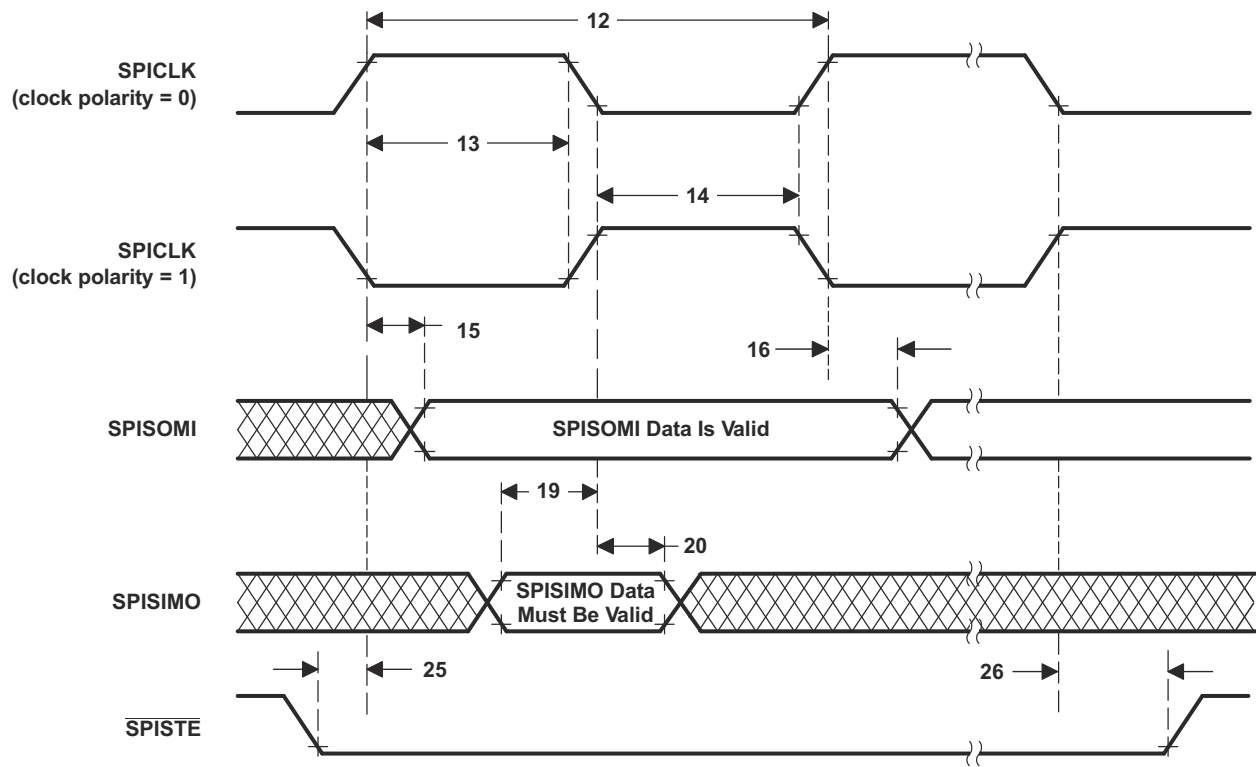 12
SPICLK
(clock polarity = 0)
13
14
SPICLK
(clock polarity = 1)
15
16
SPISOMI
SPISOMI Data Is Valid
19
20
SPISIMO
SPISIMO Data
Must Be Valid
25
26
SPISTE